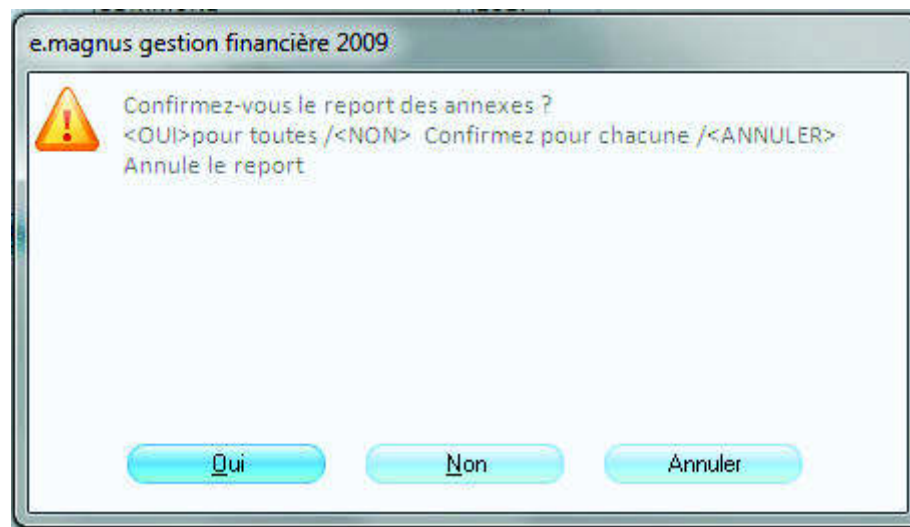 e.magnus gestion financière 2009
Confirmez-vous le report des annexes ?
<OUI>pour toutes /<NON> Confirmez pour chacune /<ANNULER>
Annule le report
Oui
Non
Annuler